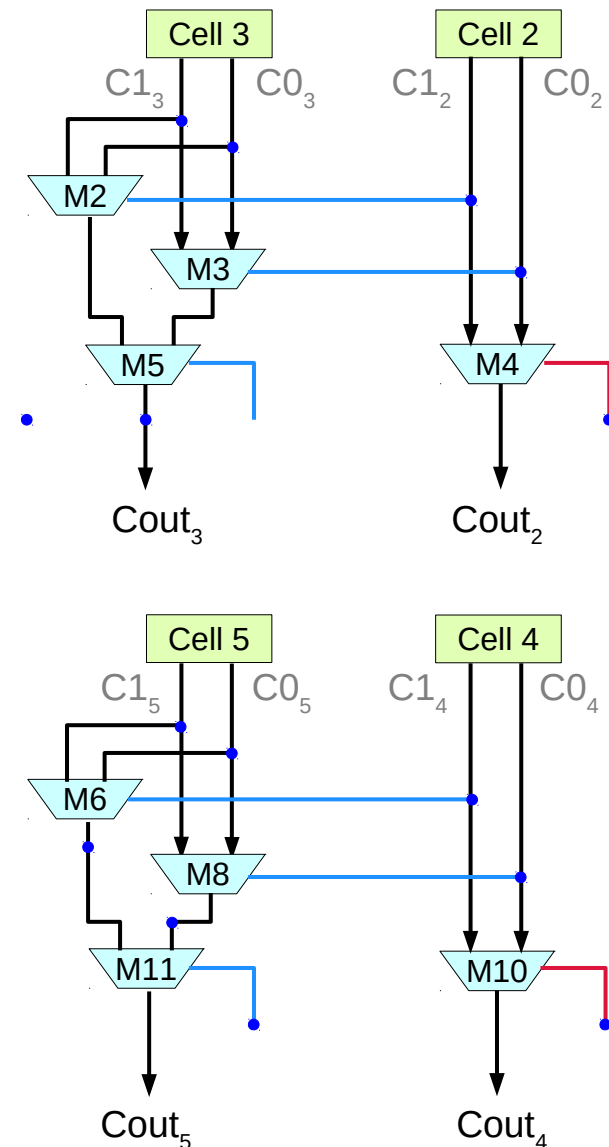 Cell 3 Cell 2
C1₃ C0₃ C1₂ C0₂
M2
M3
M5 M4
Cout₃ Cout₂
Cell 5 Cell 4
C1₅ C0₅ C1₄ C0₄
M6
M8
M11 M10
Cout₅ Cout₄